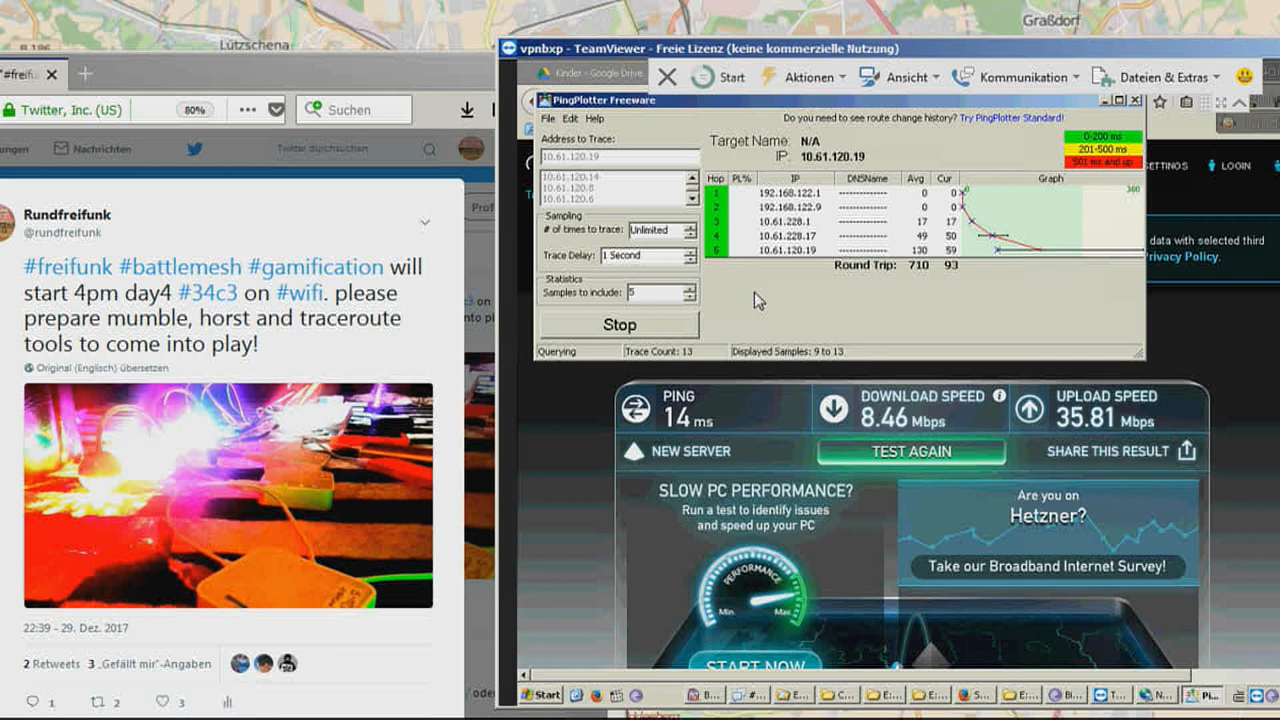 Graßdorf
Lützschena
B 186
vpnbxp - TeamViewer - Freie Lizenz (keine kommerzielle Nutzung)
Kinder - Google Drive
Start
Aktionen
Ansicht
Kommunikation
Dateien & Extras
Twitter, Inc. (US)
80%
Suchen
Nachrichten
Twitter durchsuchen
Rundfreifunk
@rundfreifunk
#freifunk #battlemesh #gamification will
start 4pm day4 #34c3 on #wifi. please
prepare mumble, horst and traceroute
tools to come into play!
Original (Englisch) übersetzen
22:39 - 29. Dez. 2017
2 Retweets 3 „Gefällt mir“-Angaben
1 2 3
PingPlotter Freeware
File Edit Help
Do you need to see route change history? Try PingPlotter Standard!
Address to Trace:
10.61.120.19
10.61.120.14
10.61.120.8
10.61.120.6
Sampling
# of times to trace: Unlimited
Trace Delay: 1 Second
Statistics
Samples to include: 5
Stop
Target Name: N/A
IP: 10.61.120.19
0-200 ms
201-500 ms
501 ms and up
Hop PL% IP DNSName Avg Cur Graph
0 300
1 192.168.122.1 ------------- 0 0
2 192.168.122.9 ------------- 0 0
3 10.61.228.1 ------------- 17 17
4 10.61.228.17 ------------- 49 50
5 10.61.120.19 ------------- 130 59
Round Trip: 710 93
Querying
Trace Count: 13
Displayed Samples: 9 to 13
SETTINGS
LOGIN
data with selected third
Privacy Policy.
PING
14 ms
DOWNLOAD SPEED
8.46 Mbps
UPLOAD SPEED
35.81 Mbps
NEW SERVER
TEST AGAIN
SHARE THIS RESULT
SLOW PC PERFORMANCE?
Run a test to identify issues
and speed up your PC
PERFORMANCE
Min.
Max
START NOW
Are you on
Hetzner?
Take our Broadband Internet Survey!
Start
B...
#...
E...
C...
E...
E...
S...
E...
Bl...
T...
N...
Pi...